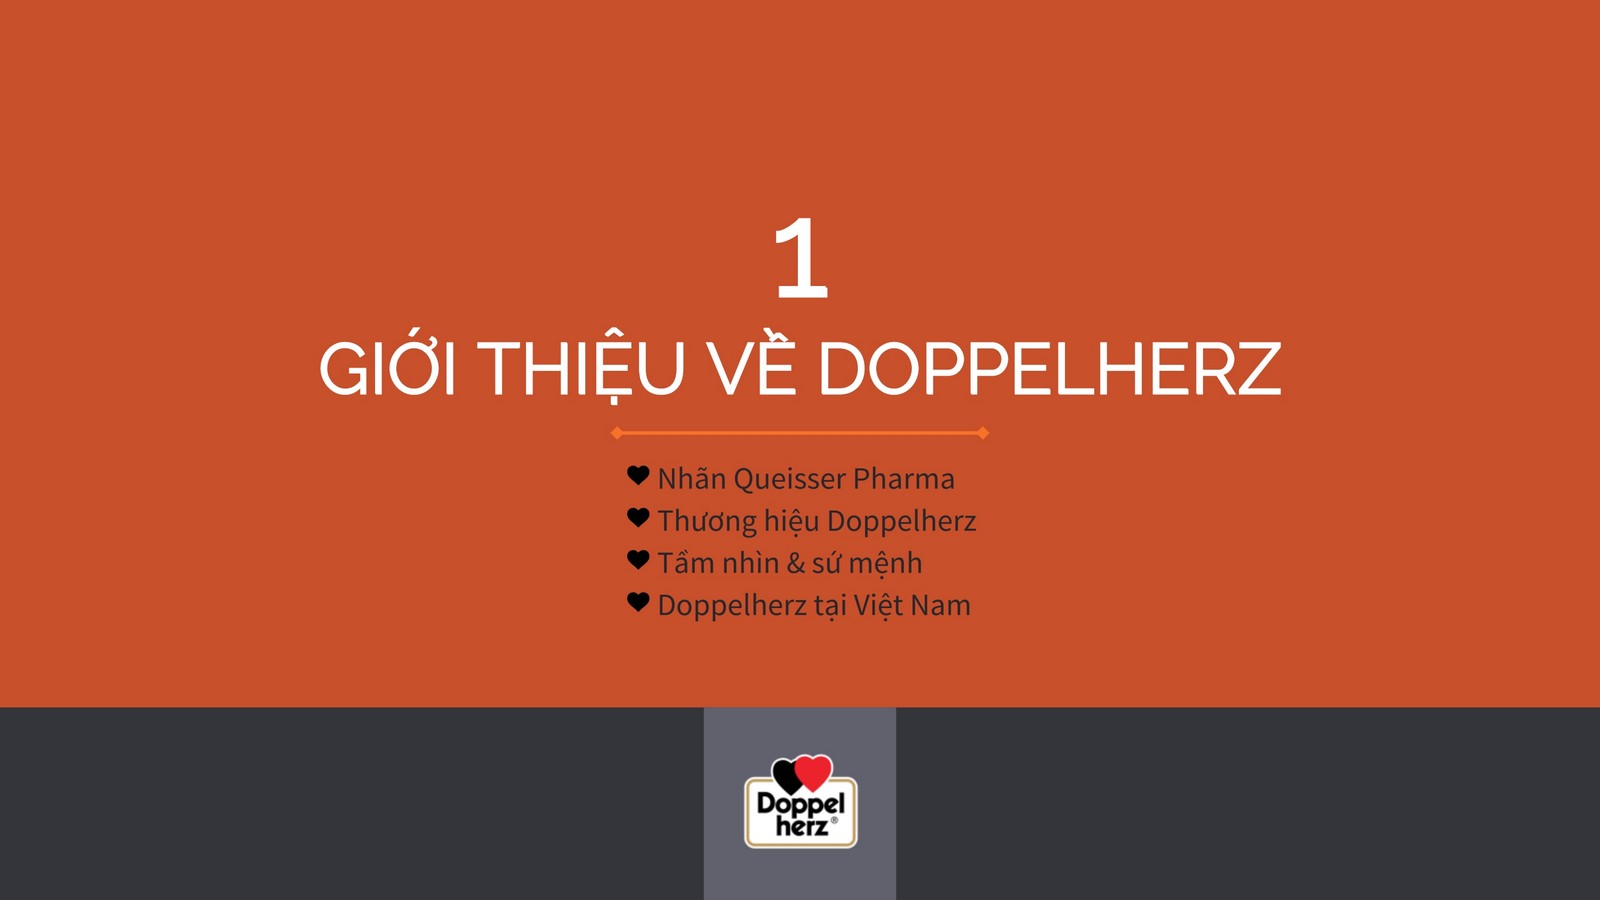 1
GIỚI THIỆU VỀ DOPPELHERZ
Nhãn Queisser Pharma
Thương hiệu Doppelherz
Tầm nhìn & sứ mệnh
Doppelherz tại Việt Nam
Doppel
herz®